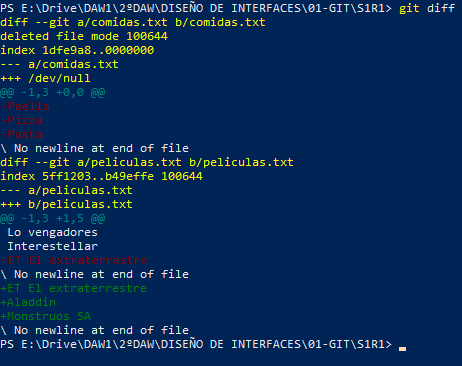 PS E:\Drive\DAW1\2ºDAW\DISEÑO DE INTERFACES\01-GIT\S1R1> git diff
diff --git a/comidas.txt b/comidas.txt
deleted file mode 100644
index 1dfe9a8..0000000
--- a/comidas.txt
+++ /dev/null
@@ -1,3 +0,0 @@
-Paella
-Pizza
-Pasta
\ No newline at end of file
diff --git a/peliculas.txt b/peliculas.txt
index 5ff1203..b49effe 100644
--- a/peliculas.txt
+++ b/peliculas.txt
@@ -1,3 +1,5 @@
 Lo vengadores
 Interestellar
-ET El extraterrestre
\ No newline at end of file
+ET El extraterrestre
+Aladdin
+Monstruos SA
\ No newline at end of file
PS E:\Drive\DAW1\2ºDAW\DISEÑO DE INTERFACES\01-GIT\S1R1>